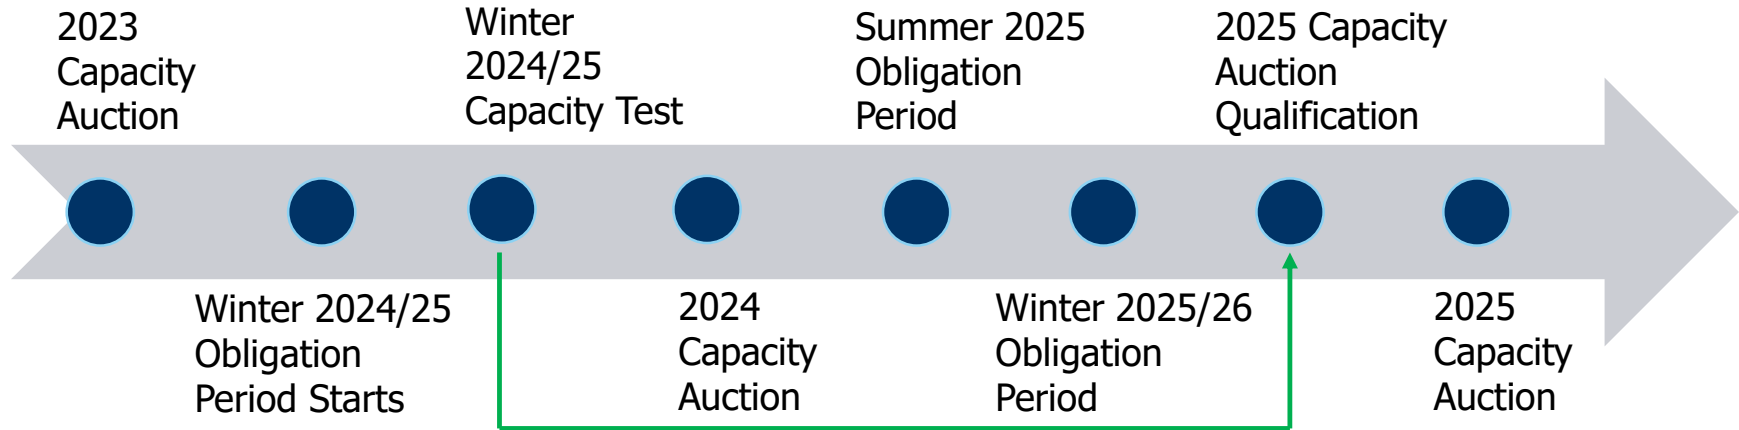 2023
Capacity
Auction
Winter
2024/25
Capacity Test
Summer 2025
Obligation
Period
2025 Capacity
Auction
Qualification
Winter 2024/25
Obligation
Period Starts
2024
Capacity
Auction
Winter 2025/26
Obligation
Period
2025
Capacity
Auction